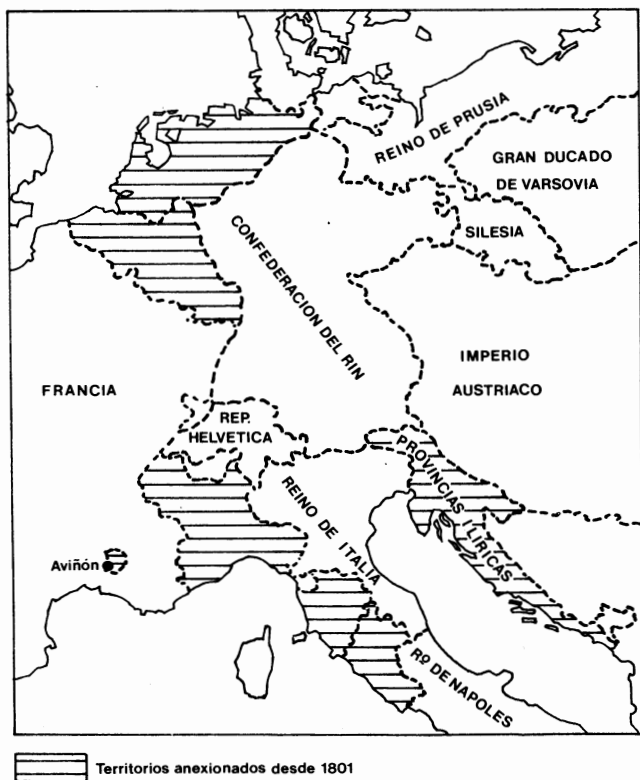 REINO DE PRUSIA
GRAN DUCADO
DE VARSOVIA
SILESIA
CONFEDERACION DEL RIN
IMPERIO
AUSTRIACO
FRANCIA
REP.
HELVETICA
PROVINCIAS ILIRICAS
REINO DE ITALIA
Aviñón
Rº DE NAPOLES
Territorios anexionados desde 1801